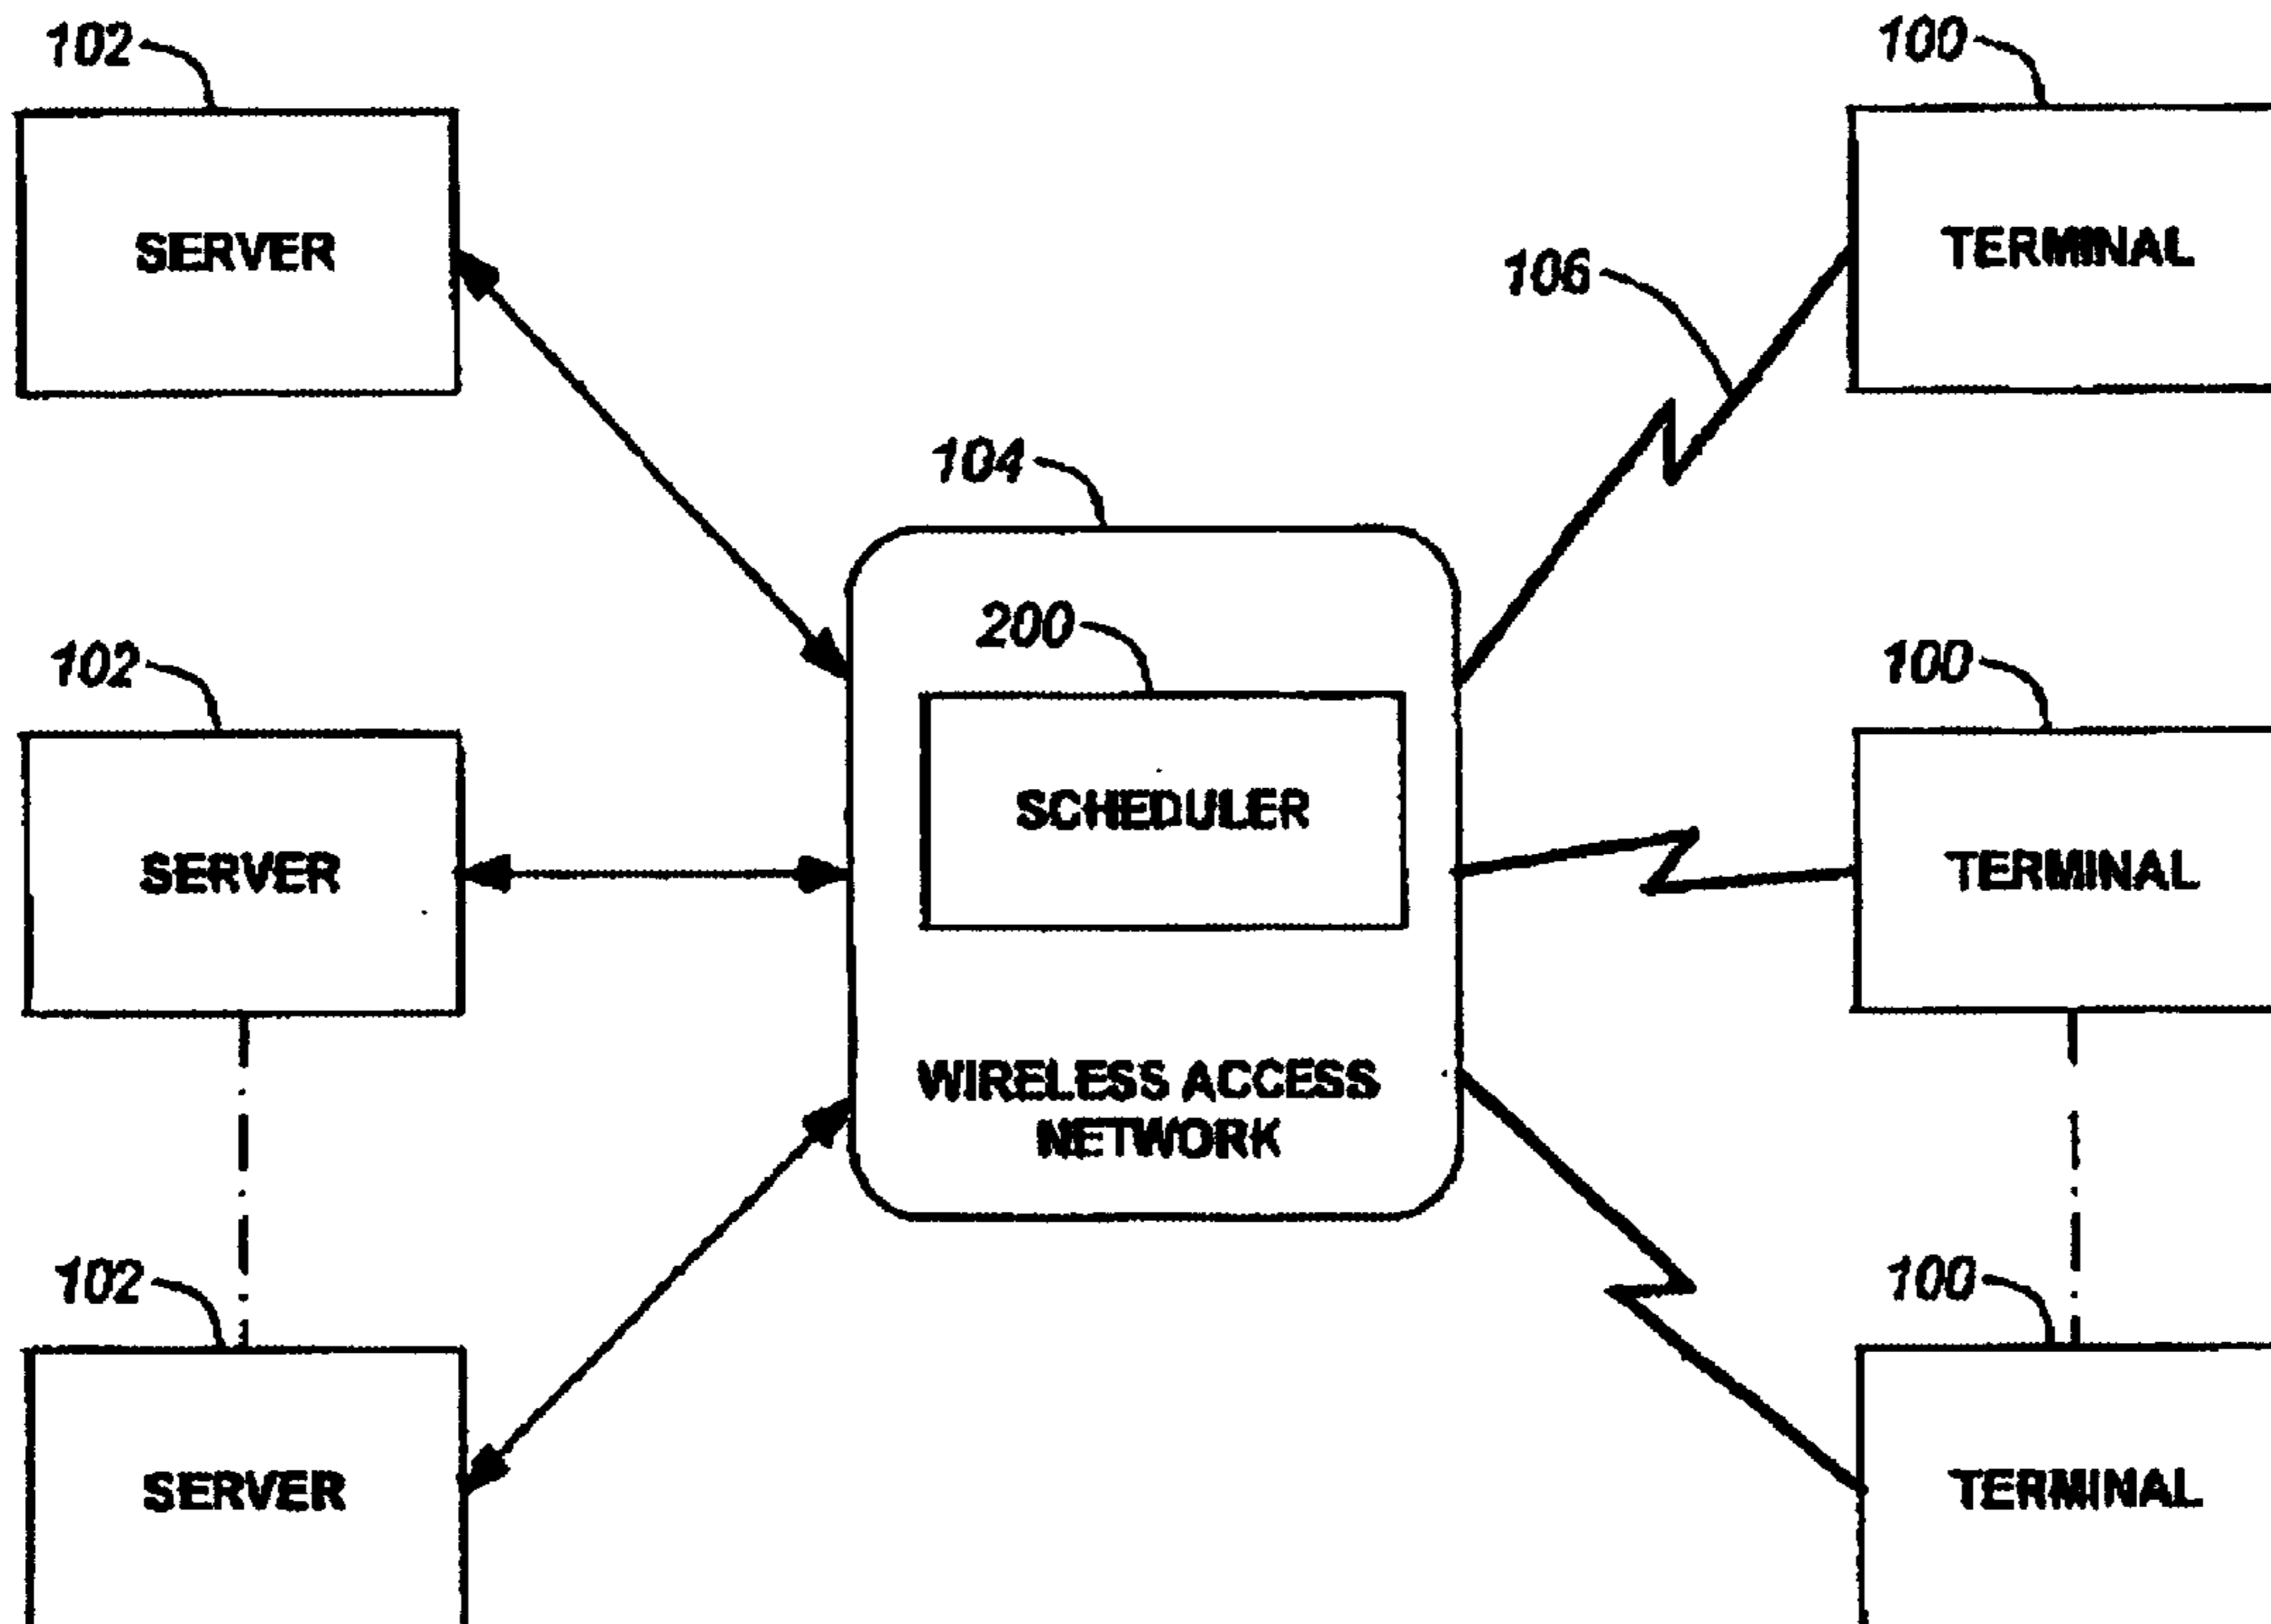 102
100
SERVER
TERMINAL
106
104
200
102
100
SCHEDULER
SERVER
TERMINAL
WIRELESS ACCESS
NETWORK
102
100
SERVER
TERMINAL